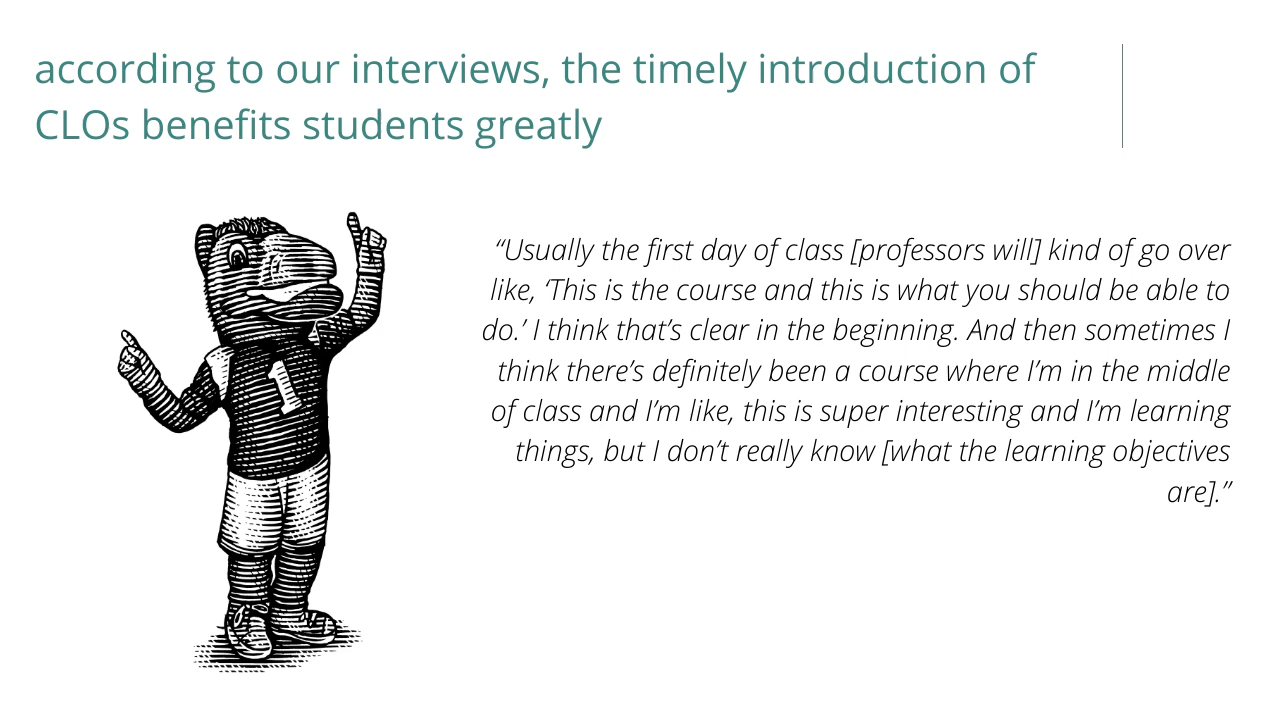 according to our interviews, the timely introduction of
CLOs benefits students greatly
1
“Usually the first day of class [professors will] kind of go over
like, ‘This is the course and this is what you should be able to
do.’ I think that’s clear in the beginning. And then sometimes I
think there’s definitely been a course where I’m in the middle
of class and I’m like, this is super interesting and I’m learning
things, but I don’t really know [what the learning objectives
are].”